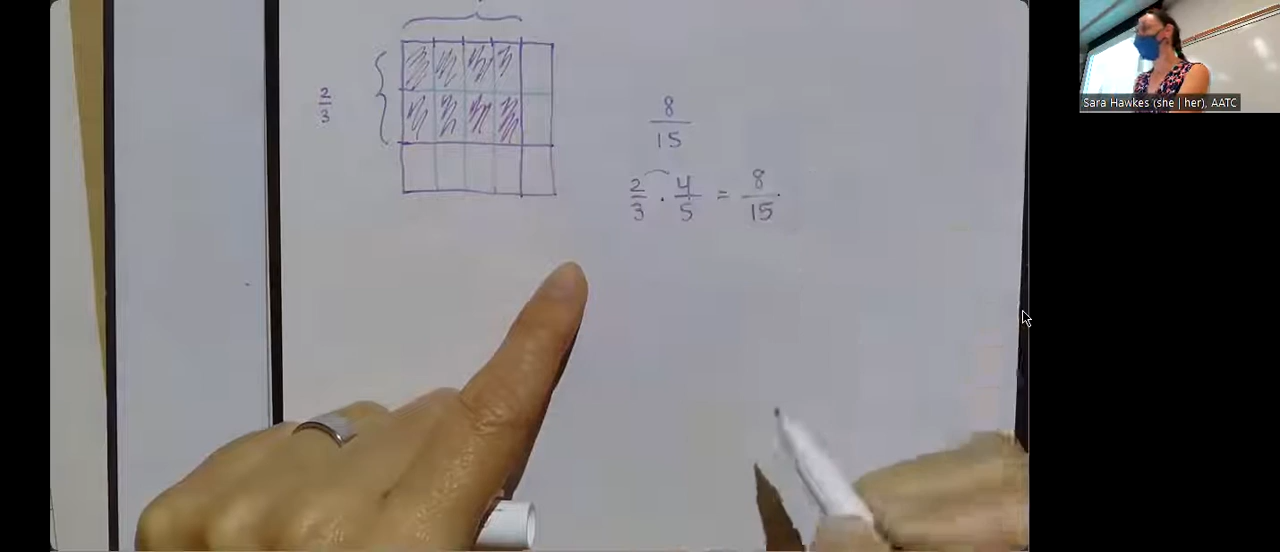 2/3
8/15
2/3 · 4/5 = 8/15
Sara Hawkes (she | her), AATC